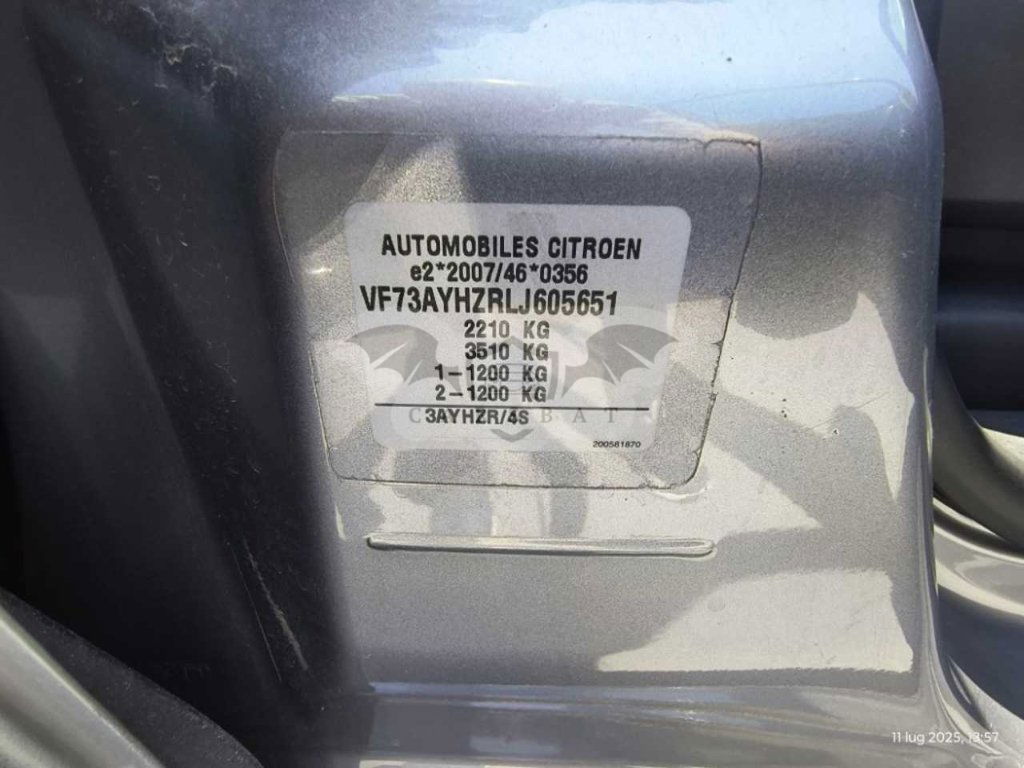 AUTOMOBILES CITROEN
e2*2007/46*0356
VF73AYHZRLJ605651
2210 KG
3510 KG
1-1200 KG
2-1200 KG
3AYHZR/4S
200581870
11 lug 2025, 13:57